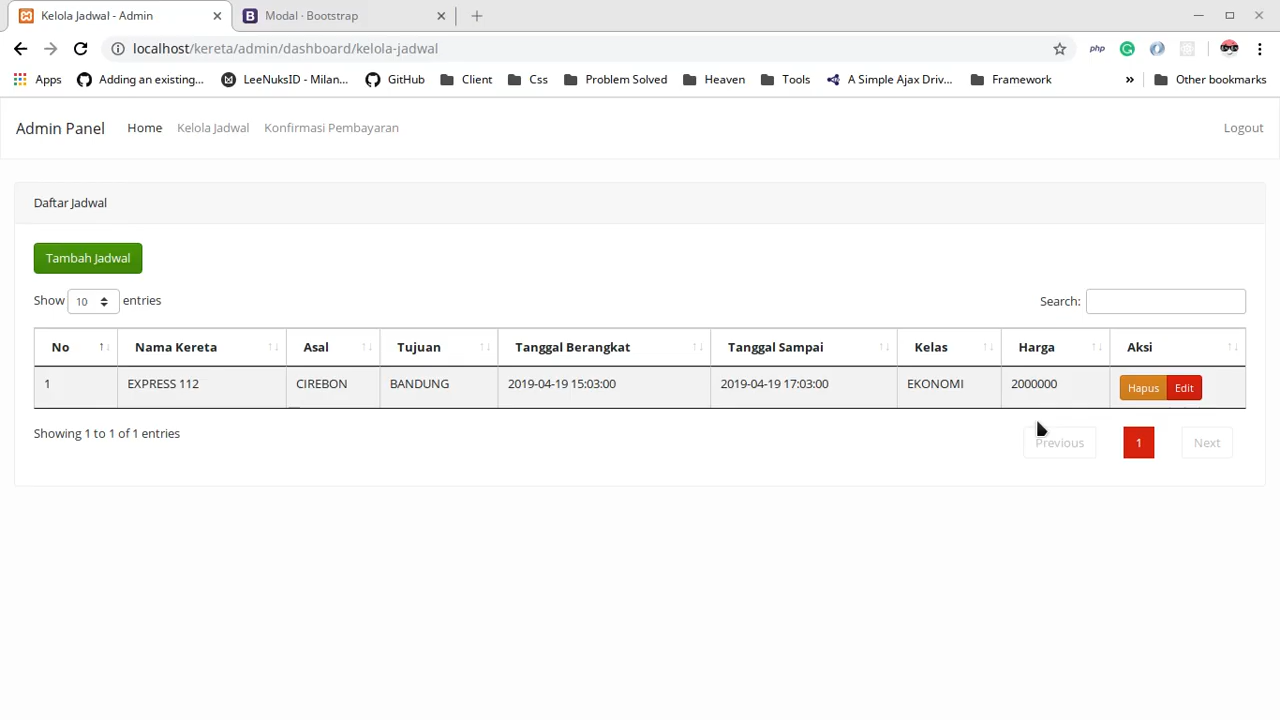 Kelola Jadwal - Admin
Modal · Bootstrap
localhost/kereta/admin/dashboard/kelola-jadwal
php
Apps
Adding an existing...
LeeNuksID - Milan...
GitHub
Client
Css
Problem Solved
Heaven
Tools
A Simple Ajax Driv...
Framework
»
Other bookmarks
Admin Panel
Home
Kelola Jadwal
Konfirmasi Pembayaran
Logout
Daftar Jadwal
Tambah Jadwal
Show 10 entries
Search:
No Nama Kereta Asal Tujuan Tanggal Berangkat Tanggal Sampai Kelas Harga Aksi
1 EXPRESS 112 CIREBON BANDUNG 2019-04-19 15:03:00 2019-04-19 17:03:00 EKONOMI 2000000 Hapus Edit
Showing 1 to 1 of 1 entries
Previous 1 Next